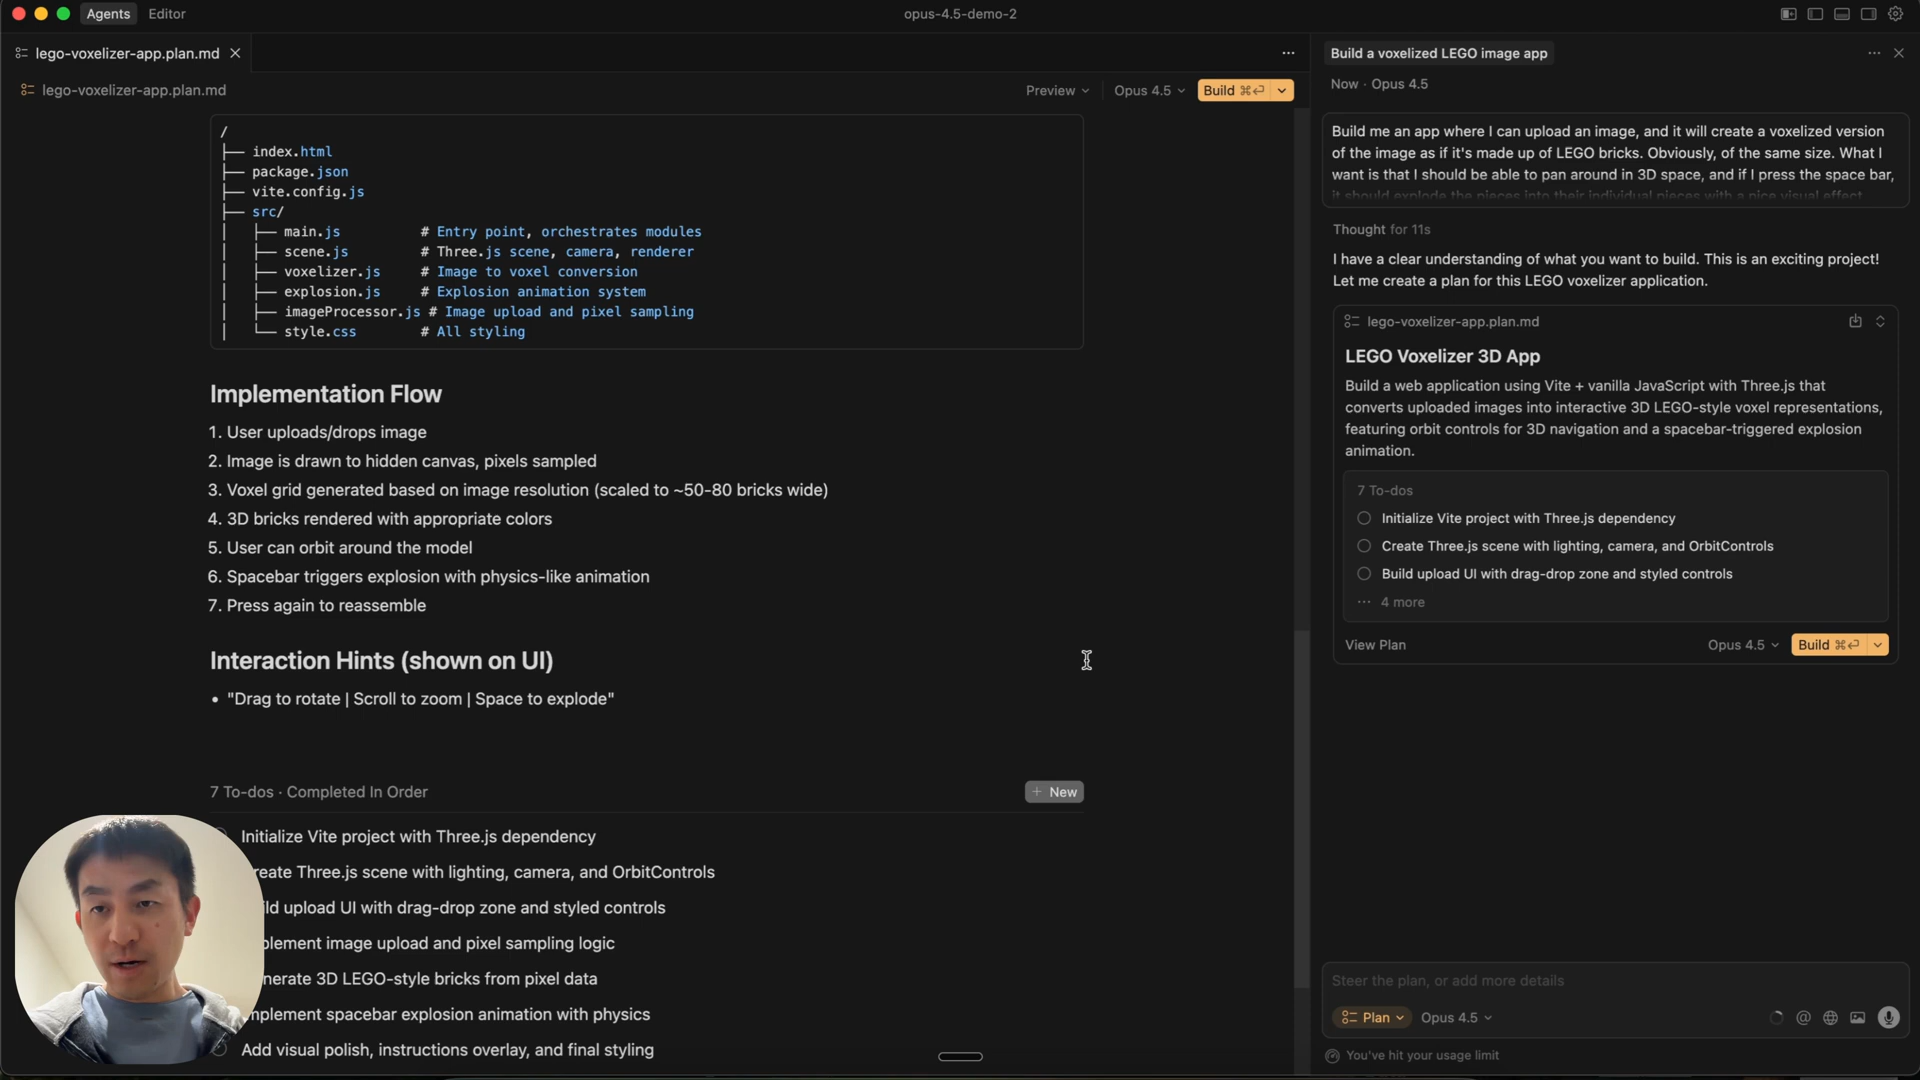 Agents
Editor
opus-4.5-demo-2
lego-voxelizer-app.plan.md
lego-voxelizer-app.plan.md
Preview
Opus 4.5
Build ⌘⏎
/
├── index.html
├── package.json
├── vite.config.js
├── src/
│   ├── main.js          # Entry point, orchestrates modules
│   ├── scene.js         # Three.js scene, camera, renderer
│   ├── voxelizer.js     # Image to voxel conversion
│   ├── explosion.js     # Explosion animation system
│   ├── imageProcessor.js # Image upload and pixel sampling
│   └── style.css        # All styling
Implementation Flow
1. User uploads/drops image
2. Image is drawn to hidden canvas, pixels sampled
3. Voxel grid generated based on image resolution (scaled to ~50-80 bricks wide)
4. 3D bricks rendered with appropriate colors
5. User can orbit around the model
6. Spacebar triggers explosion with physics-like animation
7. Press again to reassemble
Interaction Hints (shown on UI)
• "Drag to rotate | Scroll to zoom | Space to explode"
7 To-dos · Completed In Order
+ New
Initialize Vite project with Three.js dependency
reate Three.js scene with lighting, camera, and OrbitControls
ild upload UI with drag-drop zone and styled controls
plement image upload and pixel sampling logic
nerate 3D LEGO-style bricks from pixel data
mplement spacebar explosion animation with physics
Add visual polish, instructions overlay, and final styling
Build a voxelized LEGO image app
Now · Opus 4.5
Build me an app where I can upload an image, and it will create a voxelized version
of the image as if it's made up of LEGO bricks. Obviously, of the same size. What I
want is that I should be able to pan around in 3D space, and if I press the space bar,
it should explode the pieces into their individual pieces with a nice visual effect
Thought for 11s
I have a clear understanding of what you want to build. This is an exciting project!
Let me create a plan for this LEGO voxelizer application.
lego-voxelizer-app.plan.md
LEGO Voxelizer 3D App
Build a web application using Vite + vanilla JavaScript with Three.js that
converts uploaded images into interactive 3D LEGO-style voxel representations,
featuring orbit controls for 3D navigation and a spacebar-triggered explosion
animation.
7 To-dos
Initialize Vite project with Three.js dependency
Create Three.js scene with lighting, camera, and OrbitControls
Build upload UI with drag-drop zone and styled controls
··· 4 more
View Plan
Opus 4.5
Build ⌘⏎
Steer the plan, or add more details
Plan
Opus 4.5
You've hit your usage limit